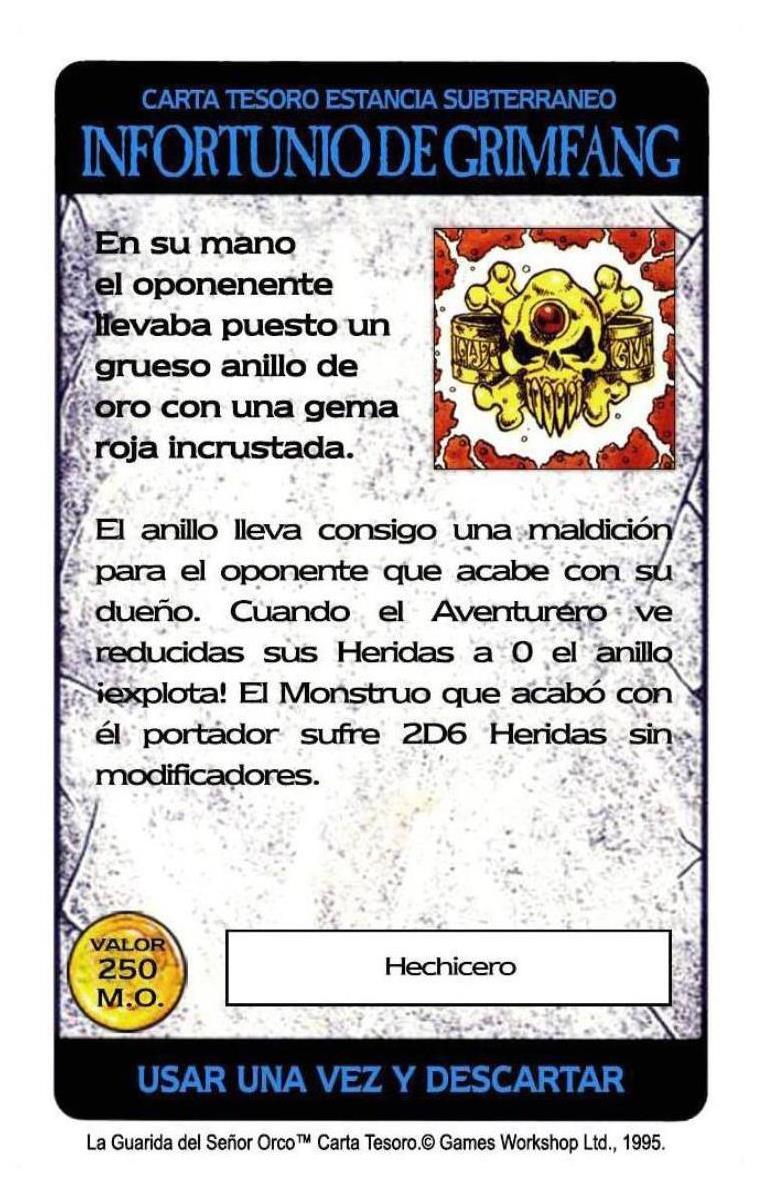 CARTA TESORO ESTANCIA SUBTERRANEO
INFORTUNIO DE GRIMFANG
En su mano
el oponenente
llevaba puesto un
grueso anillo de
oro con una gema
roja incrustada.
El anillo lleva consigo una maldición
para el oponente que acabe con su
dueño. Cuando el Aventurero ve
reducidas sus Heridas a 0 el anillo
¡explota! El Monstruo que acabó con
él portador sufre 2D6 Heridas sin
modificadores.
VALOR
250
M.O.
Hechicero
USAR UNA VEZ Y DESCARTAR
La Guarida del Señor Orco™ Carta Tesoro.© Games Workshop Ltd., 1995.